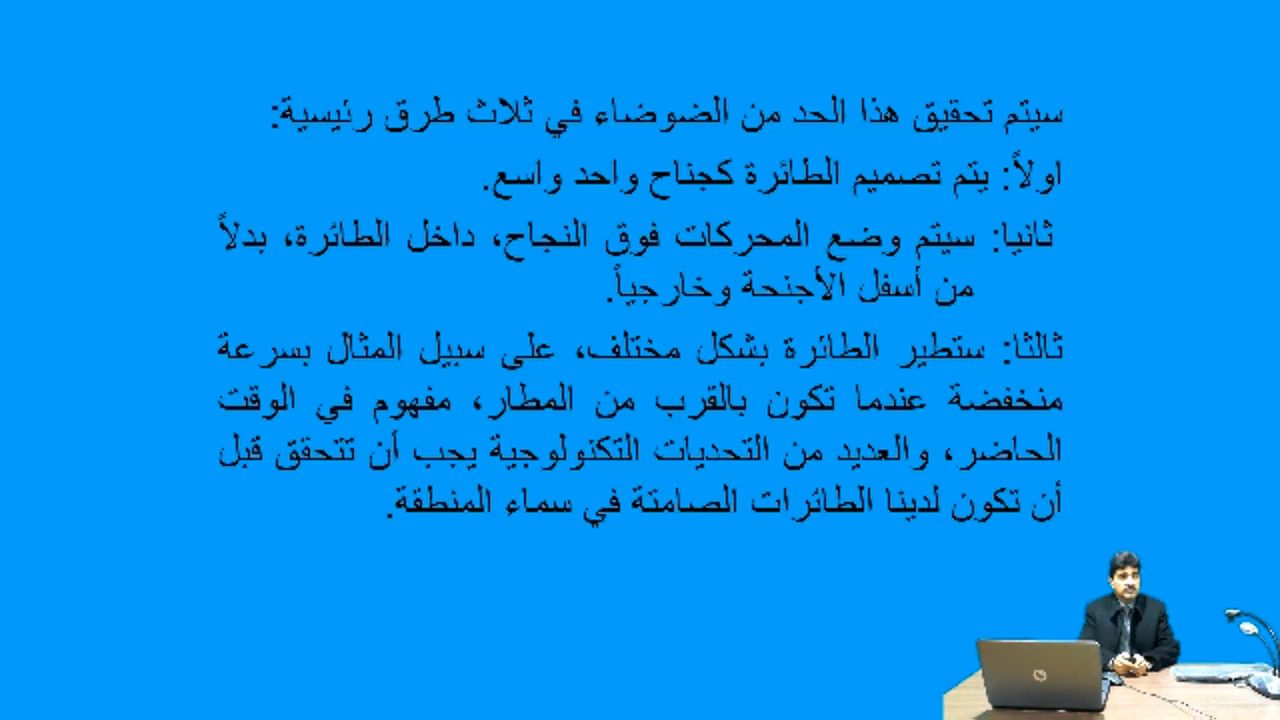 سيتم تحقيق هذا الحد من الضوضاء في ثلاث طرق رئيسية:
اولاً: يتم تصميم الطائرة كجناح واحد واسع.
ثانيا: سيتم وضع المحركات فوق النجاح، داخل الطائرة، بدلاً
من أسفل الأجنحة وخارجياً.
ثالثا: ستطير الطائرة بشكل مختلف، على سبيل المثال بسرعة
منخفضة عندما تكون بالقرب من المطار، مفهوم في الوقت
الحاضر، والعديد من التحديات التكنولوجية يجب أن تتحقق قبل
أن تكون لدينا الطائرات الصامتة في سماء المنطقة.